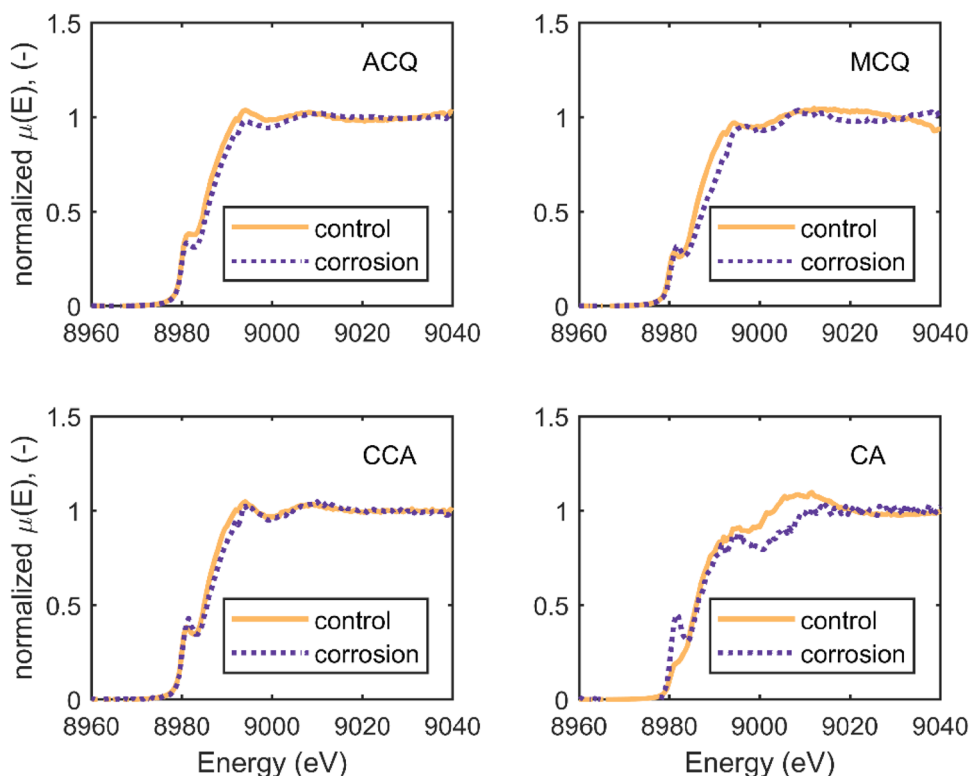 1.5
ACQ
normalized μ(E), (-)
1
0.5
control
corrosion
0
8960 8980 9000 9020 9040
1.5
MCQ
1
0.5
control
corrosion
0
8960 8980 9000 9020 9040
1.5
CCA
normalized μ(E), (-)
1
0.5
control
corrosion
0
8960 8980 9000 9020 9040
Energy (eV)
1.5
CA
1
0.5
control
corrosion
0
8960 8980 9000 9020 9040
Energy (eV)